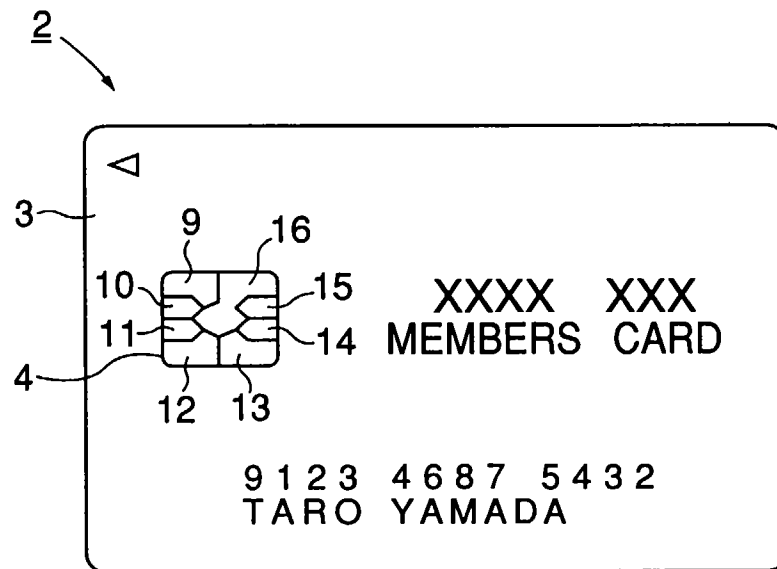 2
3
9 16
10 15
11 14
4 12 13
XXXX XXX
MEMBERS CARD
9123 4687 5432
TARO YAMADA